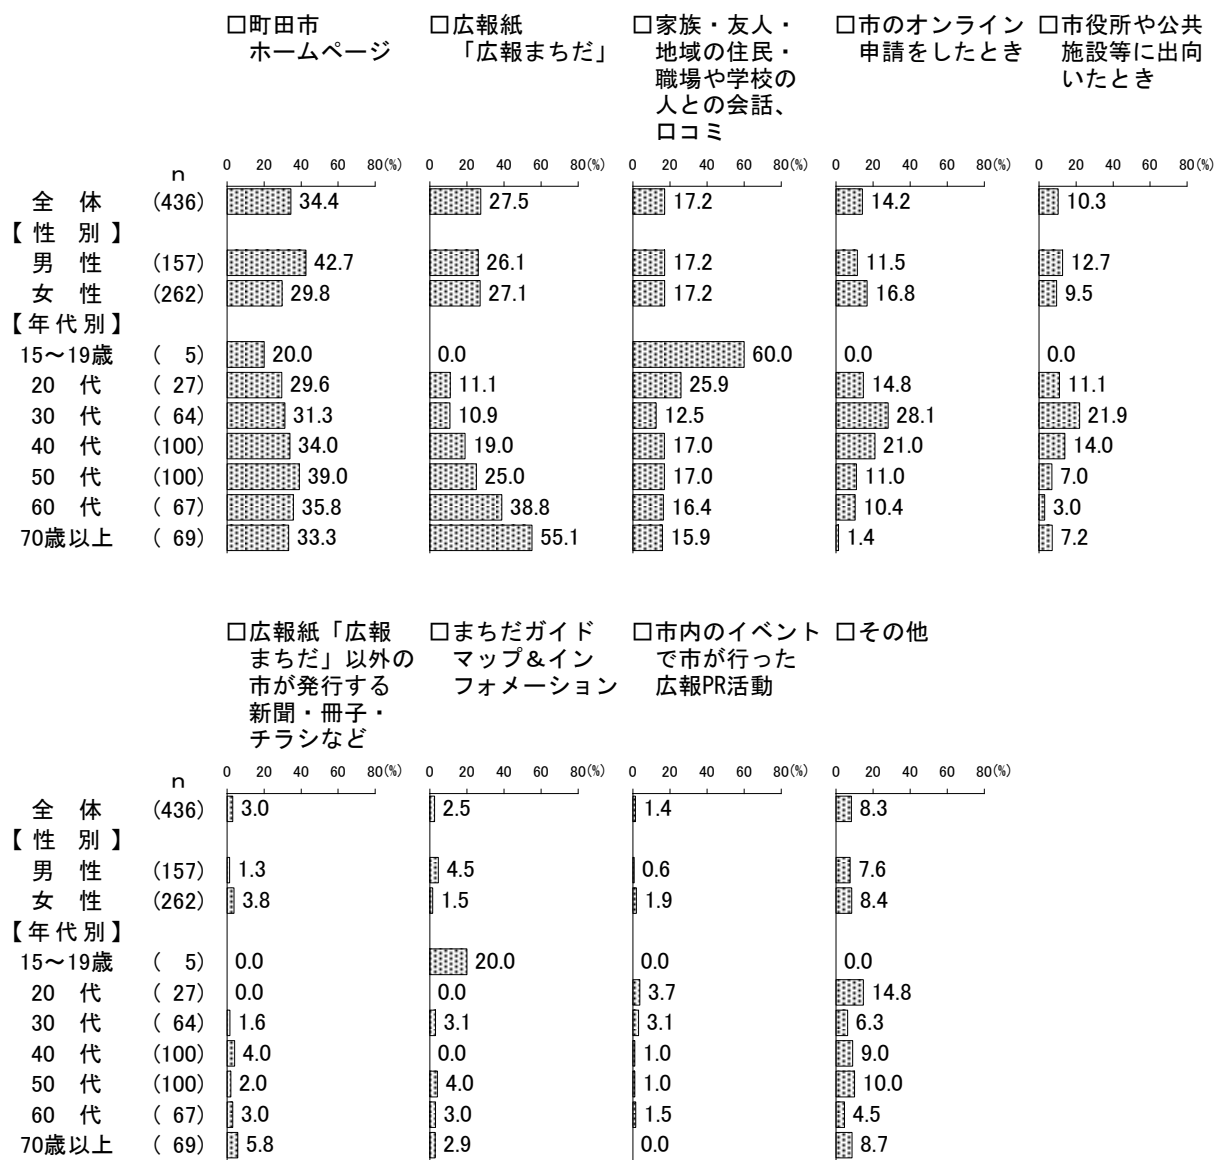 □町田市 □広報紙 □家族・友人・ □市のオンライン □市役所や公共
ホームページ 「広報まちだ」 地域の住民・ 申請をしたとき 施設等に出向
職場や学校の いたとき
人との会話、
口コミ
n 0 20 40 60 80(%) 0 20 40 60 80(%) 0 20 40 60 80(%) 0 20 40 60 80(%) 0 20 40 60 80(%)
全 体 (436) 34.4 27.5 17.2 14.2 10.3
【性 別】
男 性 (157) 42.7 26.1 17.2 11.5 12.7
女 性 (262) 29.8 27.1 17.2 16.8 9.5
【年代別】
15～19歳 ( 5) 20.0 0.0 60.0 0.0 0.0
20 代 ( 27) 29.6 11.1 25.9 14.8 11.1
30 代 ( 64) 31.3 10.9 12.5 28.1 21.9
40 代 (100) 34.0 19.0 17.0 21.0 14.0
50 代 (100) 39.0 25.0 17.0 11.0 7.0
60 代 ( 67) 35.8 38.8 16.4 10.4 3.0
70歳以上 ( 69) 33.3 55.1 15.9 1.4 7.2
□広報紙「広報 □まちだガイド □市内のイベント □その他
まちだ」以外の マップ＆イン で市が行った
市が発行する フォメーション 広報PR活動
新聞・冊子・
チラシなど
n 0 20 40 60 80(%) 0 20 40 60 80(%) 0 20 40 60 80(%) 0 20 40 60 80(%)
全 体 (436) 3.0 2.5 1.4 8.3
【性 別】
男 性 (157) 1.3 4.5 0.6 7.6
女 性 (262) 3.8 1.5 1.9 8.4
【年代別】
15～19歳 ( 5) 0.0 20.0 0.0 0.0
20 代 ( 27) 0.0 0.0 3.7 14.8
30 代 ( 64) 1.6 3.1 3.1 6.3
40 代 (100) 4.0 0.0 1.0 9.0
50 代 (100) 2.0 4.0 1.0 10.0
60 代 ( 67) 3.0 3.0 1.5 4.5
70歳以上 ( 69) 5.8 2.9 0.0 8.7